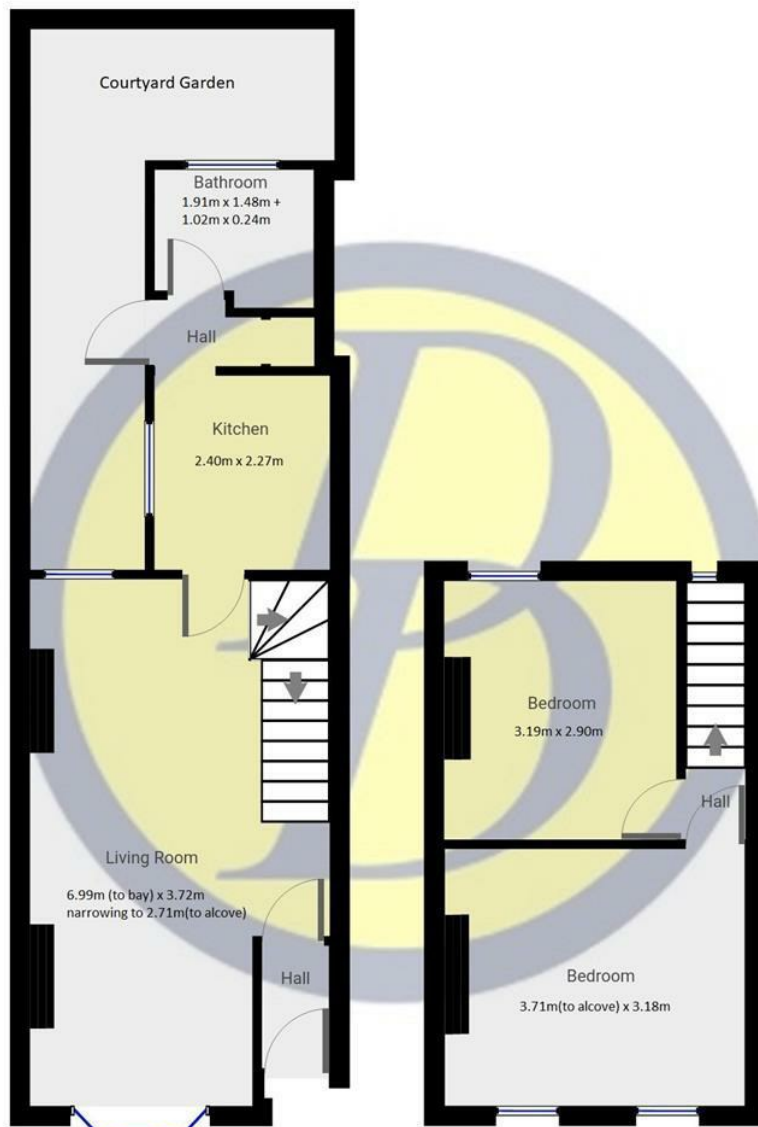 Courtyard Garden
Bathroom
1.91m x 1.48m +
1.02m x 0.24m
Hall
Kitchen
2.40m x 2.27m
Living Room
6.99m (to bay) x 3.72m
narrowing to 2.71m(to alcove)
Hall
Bedroom
3.19m x 2.90m
Hall
Bedroom
3.71m(to alcove) x 3.18m